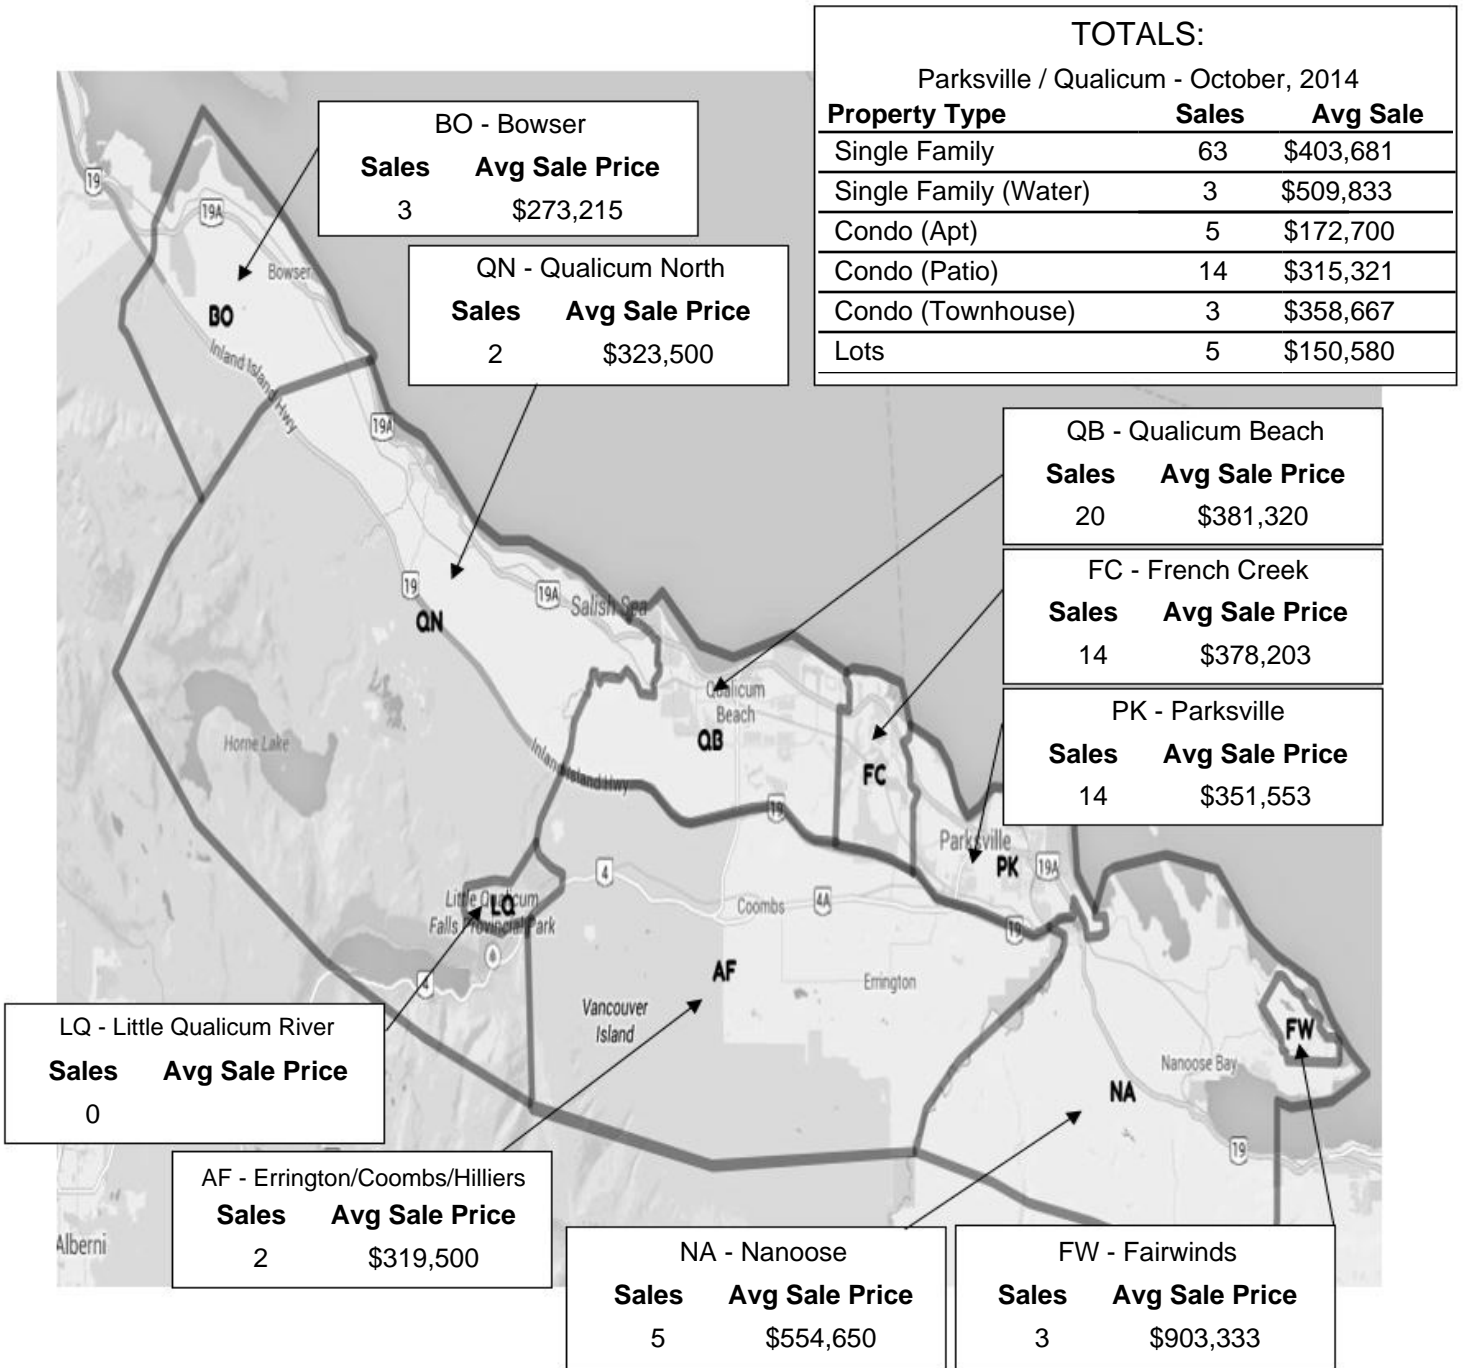 TOTALS:
Parksville / Qualicum - October, 2014
Property Type Sales Avg Sale
Single Family 63 $403,681
Single Family (Water) 3 $509,833
Condo (Apt) 5 $172,700
Condo (Patio) 14 $315,321
Condo (Townhouse) 3 $358,667
Lots 5 $150,580
BO - Bowser
Sales Avg Sale Price
3 $273,215
QN - Qualicum North
Sales Avg Sale Price
2 $323,500
QB - Qualicum Beach
Sales Avg Sale Price
20 $381,320
FC - French Creek
Sales Avg Sale Price
14 $378,203
PK - Parksville
Sales Avg Sale Price
14 $351,553
LQ - Little Qualicum River
Sales Avg Sale Price
0
AF - Errington/Coombs/Hilliers
Sales Avg Sale Price
2 $319,500
NA - Nanoose
Sales Avg Sale Price
5 $554,650
FW - Fairwinds
Sales Avg Sale Price
3 $903,333
19
19A
Bowser
BO
Inland Island Hwy
19A
19
19A
Salish Sea
QN
Qualicum
Beach
QB
Horne Lake
Inland Island Hwy
FC
19
Parksville
PK
19A
4
Little Qualicum
LQ
Falls Provincial Park
Coombs
4A
19
6
4
AF
Errington
Vancouver
Island
FW
Nanoose Bay
NA
19
Alberni